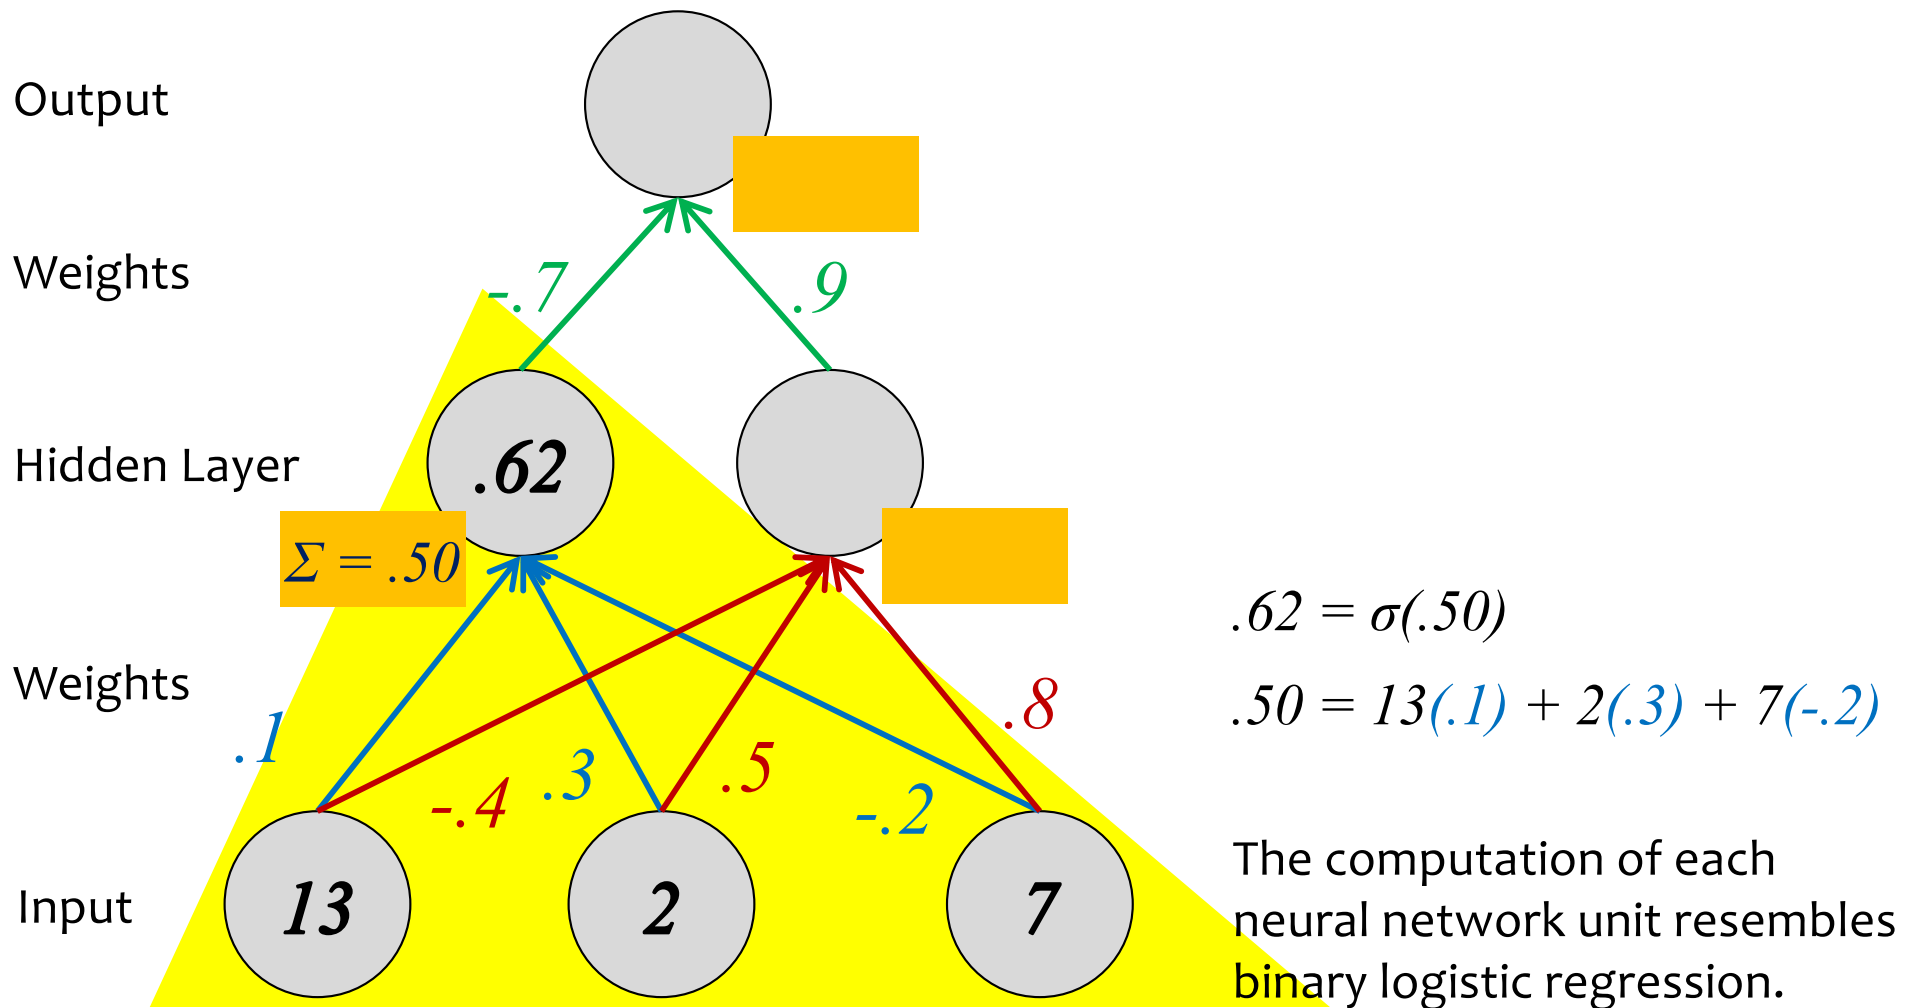 Output
Weights
-.7
.9
Hidden Layer
.62
Σ = .50
.62 = σ(.50)
Weights
.50 = 13(.1) + 2(.3) + 7(-.2)
.1
-.4
.3
.5
-.2
.8
Input
13
2
7
The computation of each
neural network unit resembles
binary logistic regression.